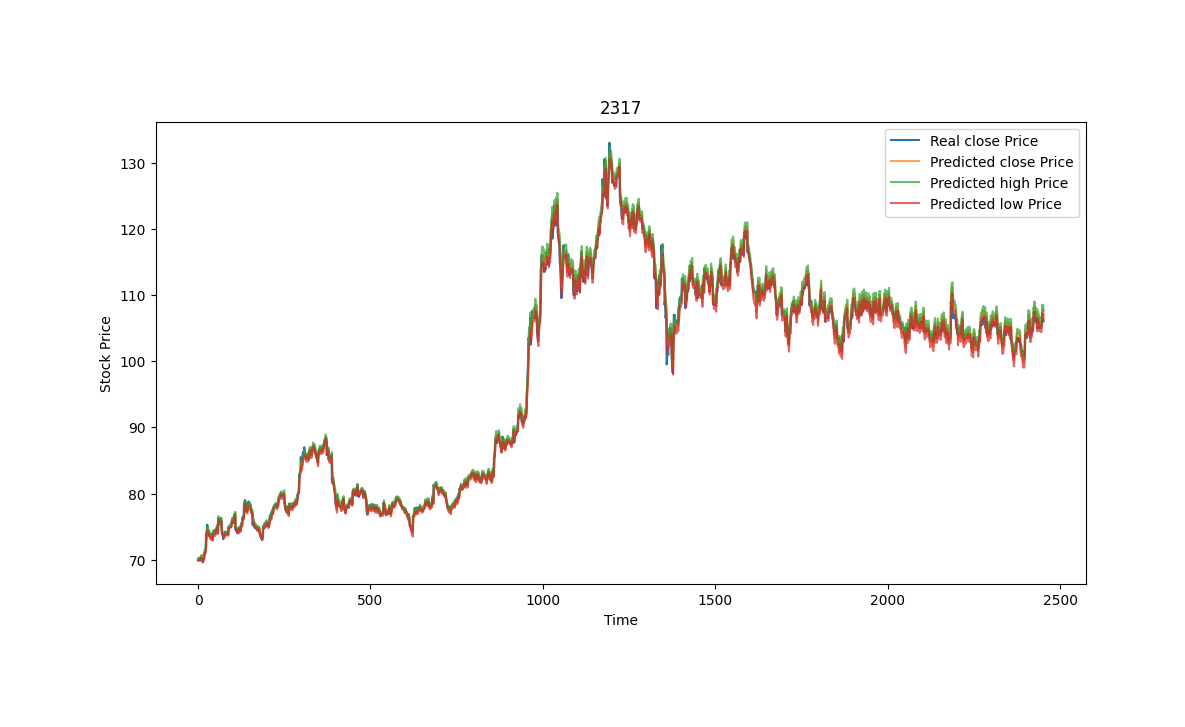 2317
Real close Price
Predicted close Price
Predicted high Price
Predicted low Price
Stock Price
130
120
110
100
90
80
70
0
500
1000
1500
2000
2500
Time